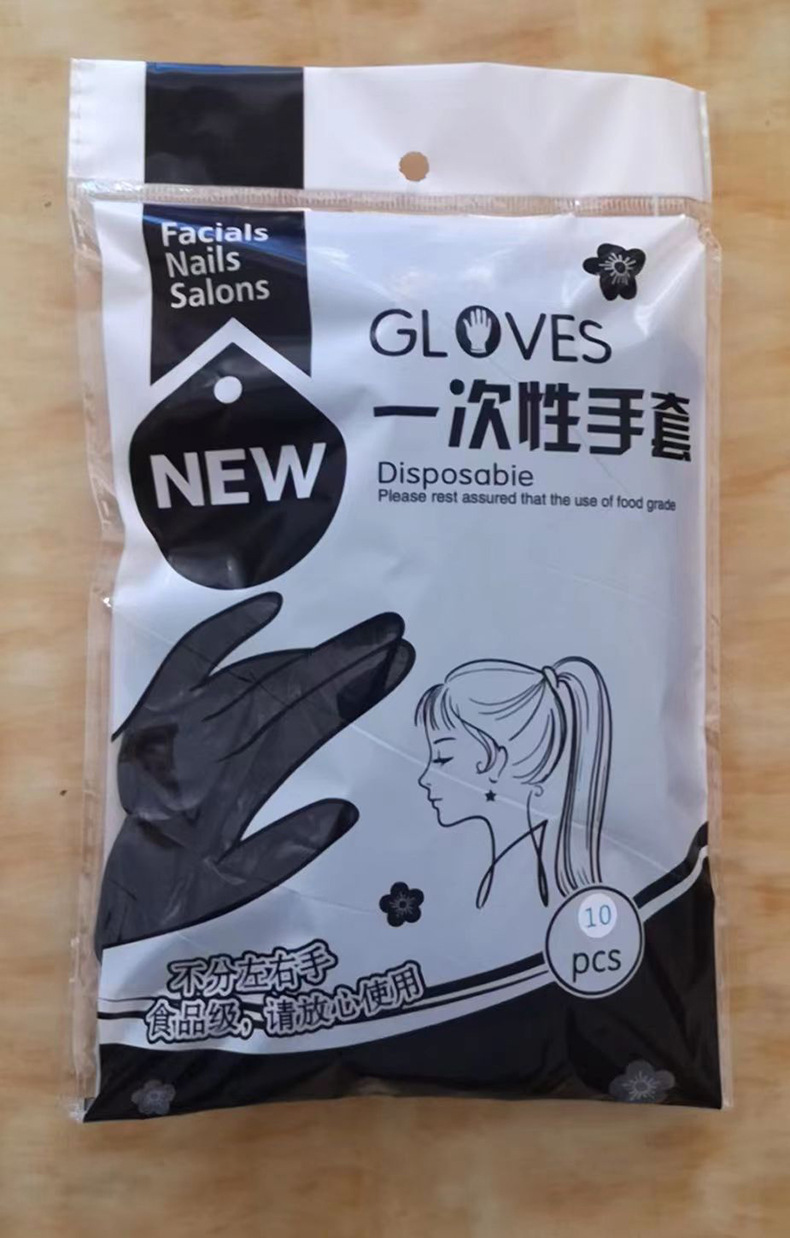 Facials
Nails
Salons
GLOVES
一次性手套
NEW
Disposabie
Please rest assured that the use of food grade
10
pcs
不分左右手
食品级。请放心使用